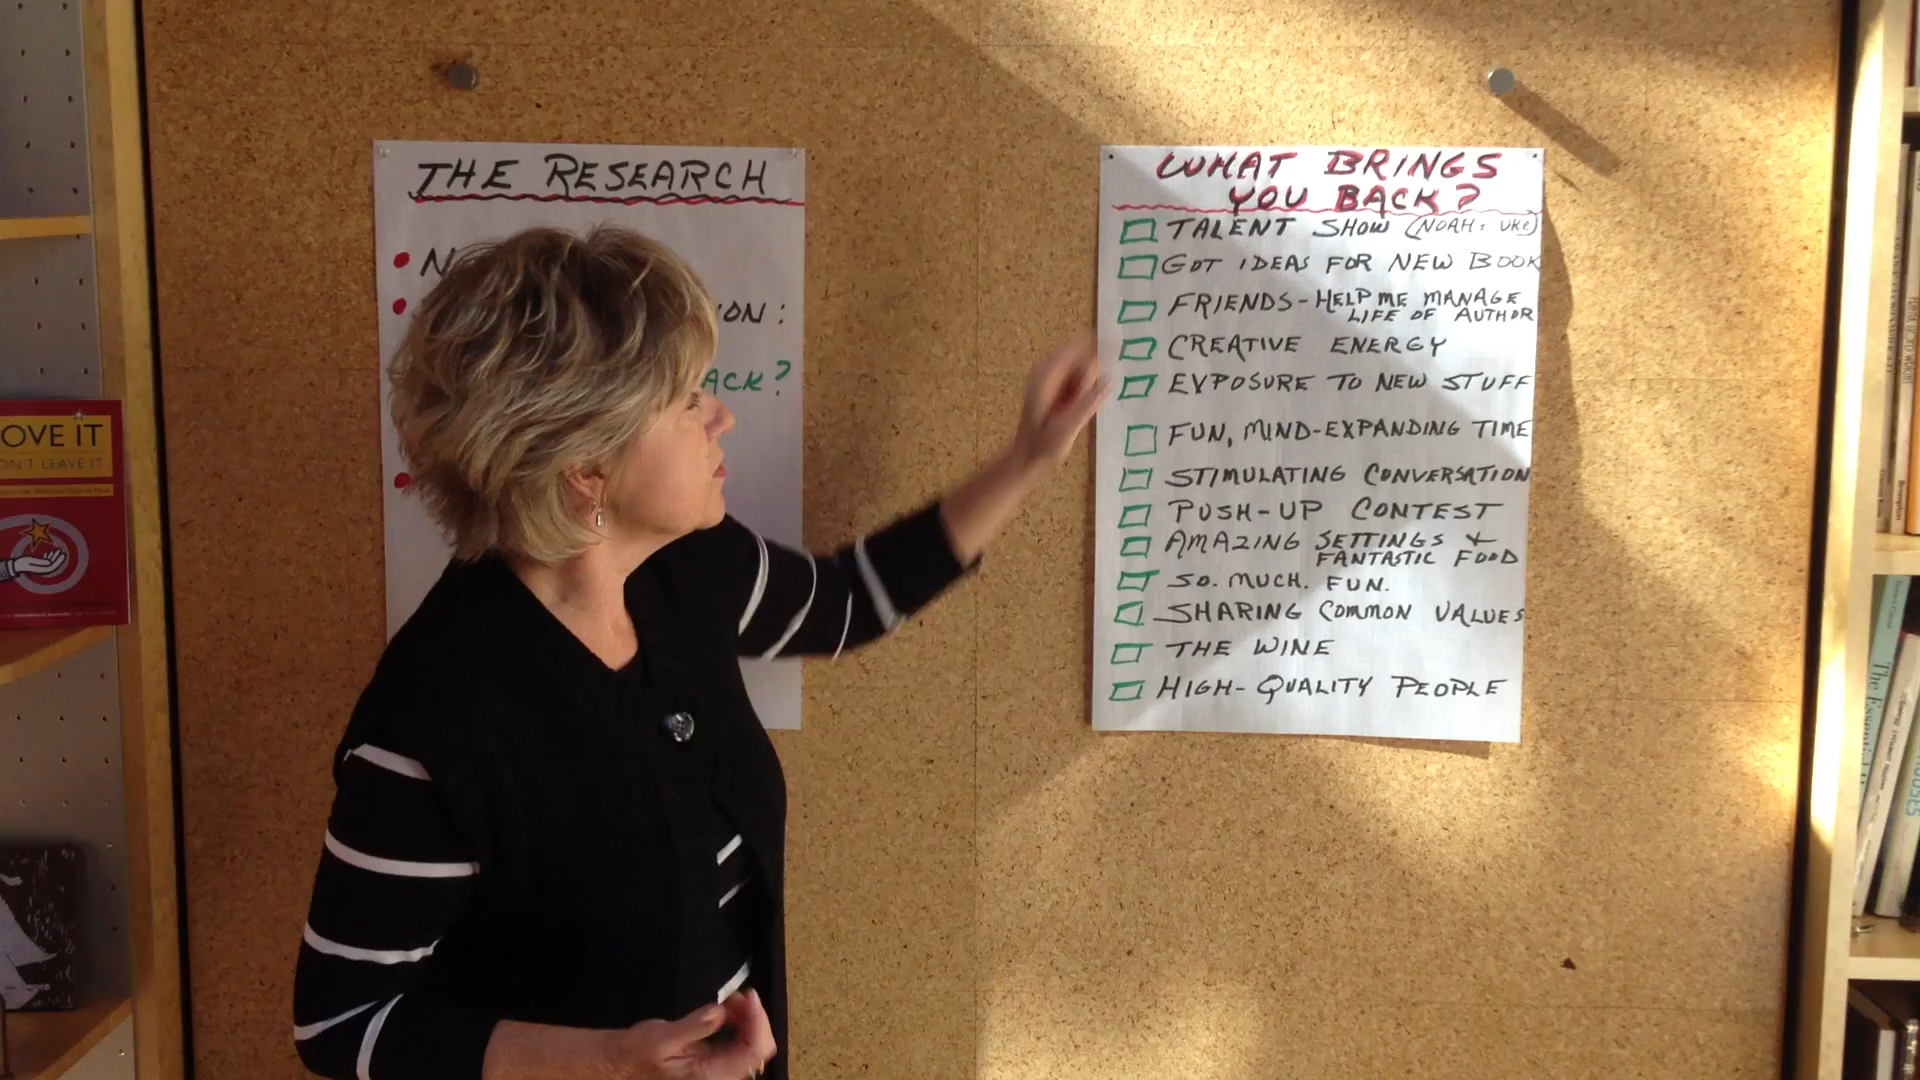 THE RESEARCH
ON:
ACK?
WHAT BRINGS
YOU BACK?
TALENT SHOW (NOAH: UKE)
GOT IDEAS FOR NEW BOOK
FRIENDS-HELP ME MANAGE
LIFE OF AUTHOR
CREATIVE ENERGY
EXPOSURE TO NEW STUFF
FUN, MIND-EXPANDING TIME
STIMULATING CONVERSATION
PUSH-UP CONTEST
AMAZING SETTINGS &
FANTASTIC FOOD
SO. MUCH. FUN.
SHARING COMMON VALUES
THE WINE
HIGH-QUALITY PEOPLE
OVE IT
ON'T LEAVE IT